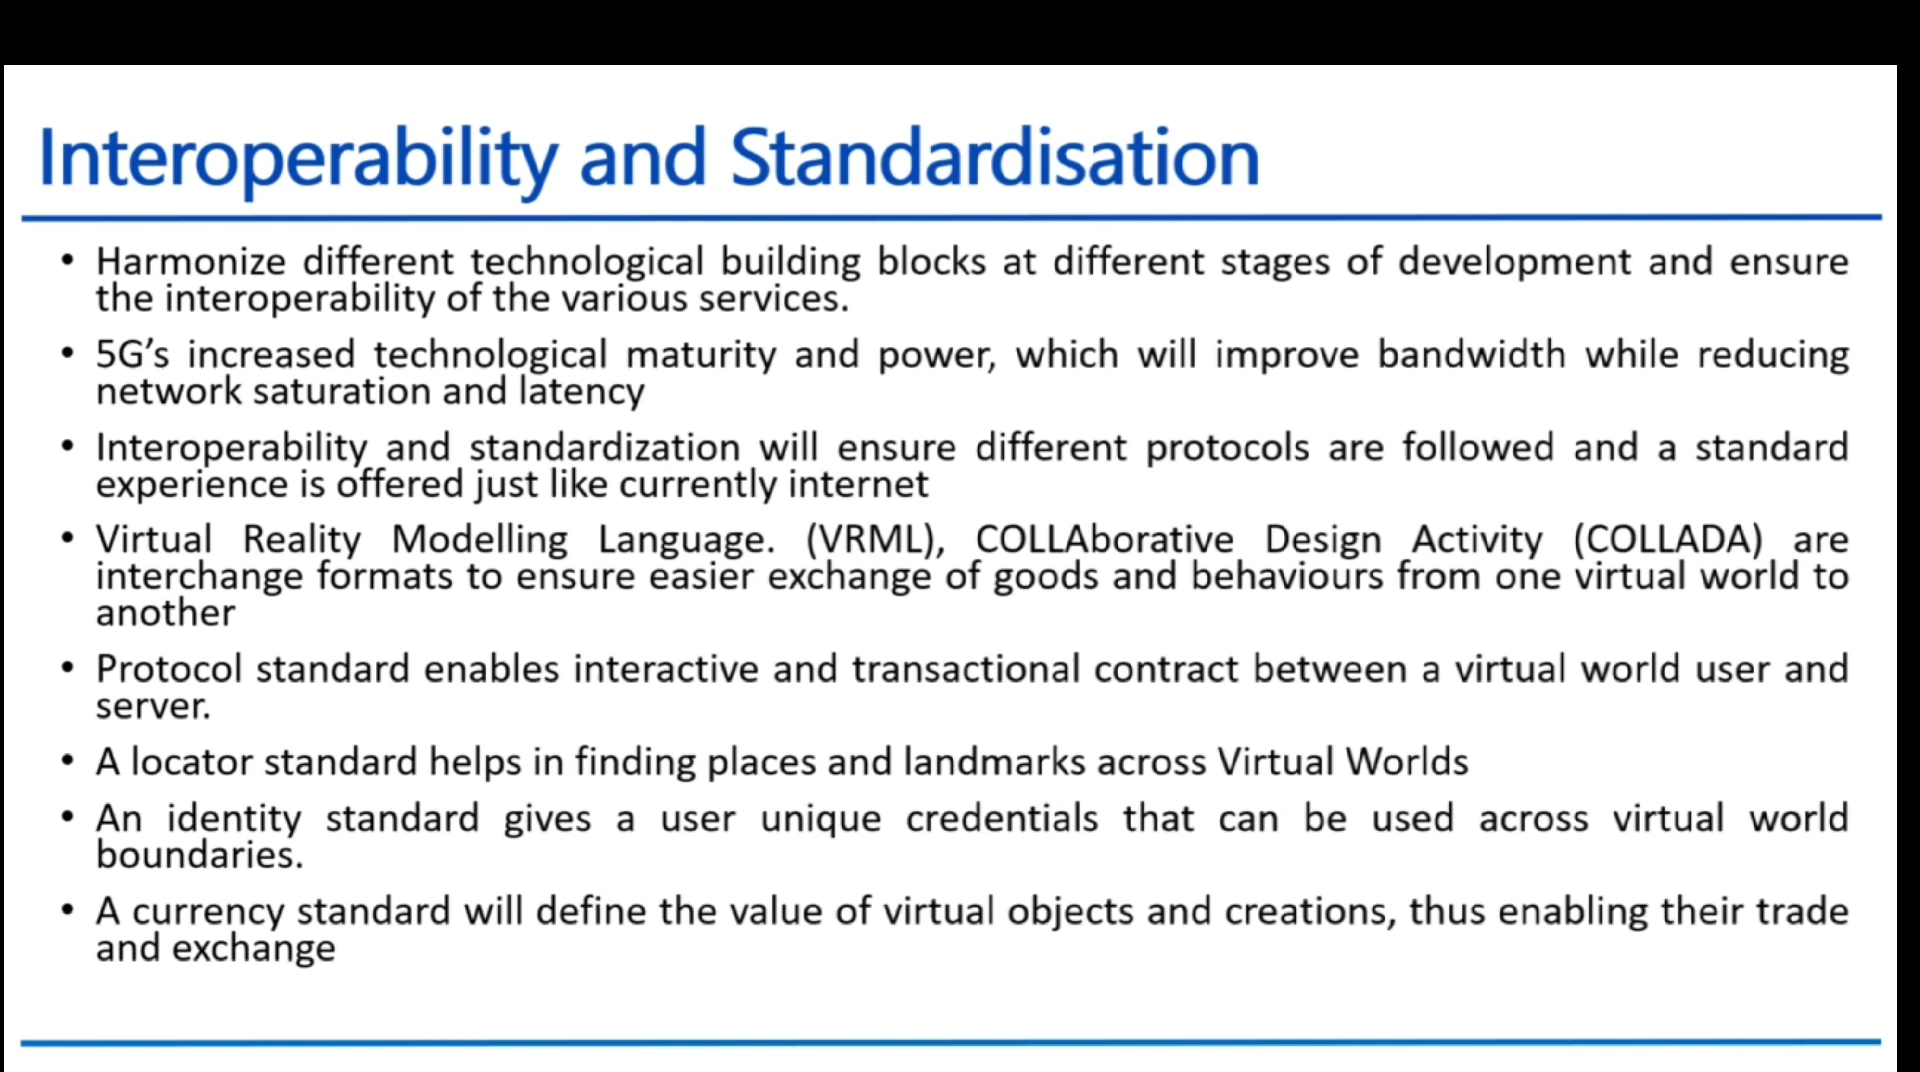 Interoperability and Standardisation
• Harmonize different technological building blocks at different stages of development and ensure
the interoperability of the various services.
• 5G’s increased technological maturity and power, which will improve bandwidth while reducing
network saturation and latency
• Interoperability and standardization will ensure different protocols are followed and a standard
experience is offered just like currently internet
• Virtual Reality Modelling Language. (VRML), COLLAborative Design Activity (COLLADA) are
interchange formats to ensure easier exchange of goods and behaviours from one virtual world to
another
• Protocol standard enables interactive and transactional contract between a virtual world user and
server.
• A locator standard helps in finding places and landmarks across Virtual Worlds
• An identity standard gives a user unique credentials that can be used across virtual world
boundaries.
• A currency standard will define the value of virtual objects and creations, thus enabling their trade
and exchange